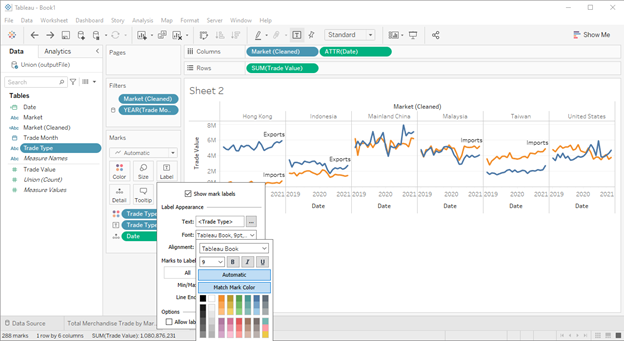 Tableau - Book1
File Data Worksheet Dashboard Story Analysis Map Format Server Window Help
Standard
Show Me
Data Analytics
Pages
Columns Market (Cleaned) ATTR(Date)
Union (outputFile)
Rows SUM(Trade Value)
Search
Filters
Sheet 2
Tables
Market (Cleaned)
Date
YEAR(Trade Mo..
Market (Cleaned)
Abc Market
Hong Kong Indonesia Mainland China Malaysia Taiwan United States
Abc Market (Cleaned)
Marks
8M
Trade Month
Automatic
Abc Trade Type
Abc Measure Names
6M
Exports
Imports
Imports
Trade Value
Color Size Label
Trade Value
4M
Union (Count)
Exports
Measure Values
Detail Tooltip
2M
Imports
Imports
Trade Type
Show mark labels
2019 2020 2021 2019 2020 2021 2019 2020 2021 2019 2020 2021 2019 2020 2021
Trade Type
Label Appearance
Date Date Date Date Date
Date
Text: <Trade Type> ...
Font: Tableau Book, 9pt,...
Alignment:
Tableau Book
Marks to Label
9 B I U
All
Automatic
Min/Ma
Match Mark Color
Line En
Options
Allow lab
Data Source Total Merchandise Trade by Mar
288 marks 1 row by 6 columns SUM(Trade Value): 1,080,876,231